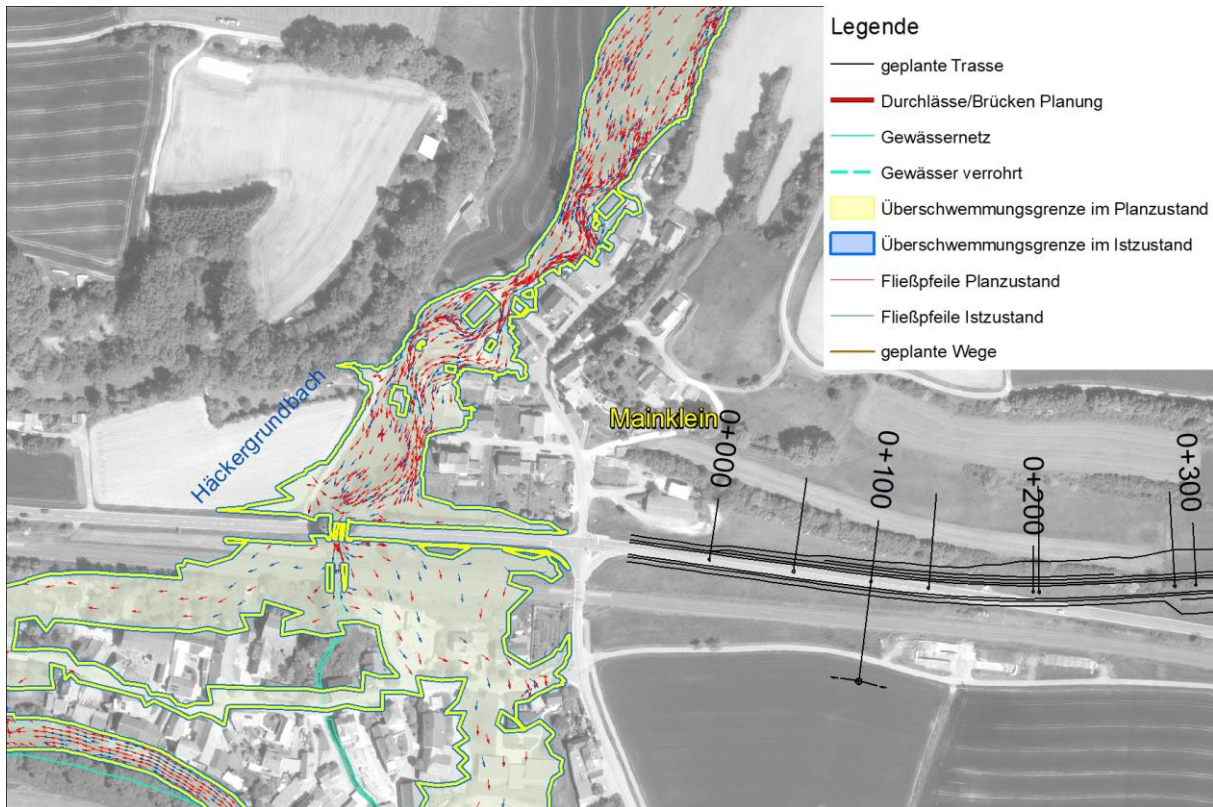 Legende
geplante Trasse
Durchlässe/Brücken Planung
Gewässernetz
Gewässer verrohrt
Überschwemmungsgrenze im Planzustand
Überschwemmungsgrenze im Istzustand
Fließpfeile Planzustand
Fließpfeile Istzustand
geplante Wege
Häckergrundbach
Mainklein
0+000
0+100
0+200
0+300